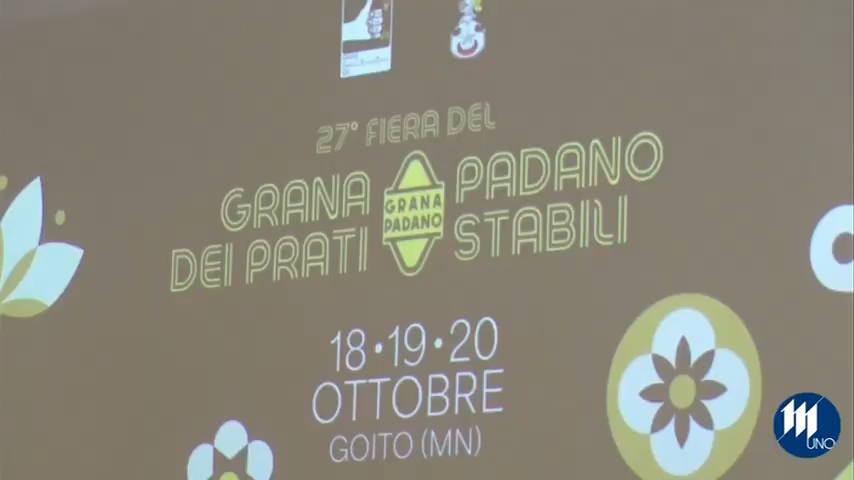 27° FIERA DEL
GRANA PADANO
DEI PRATI STABILI
GRANA
PADANO
18•19•20
OTTOBRE
GOITO (MN)
M
UNO